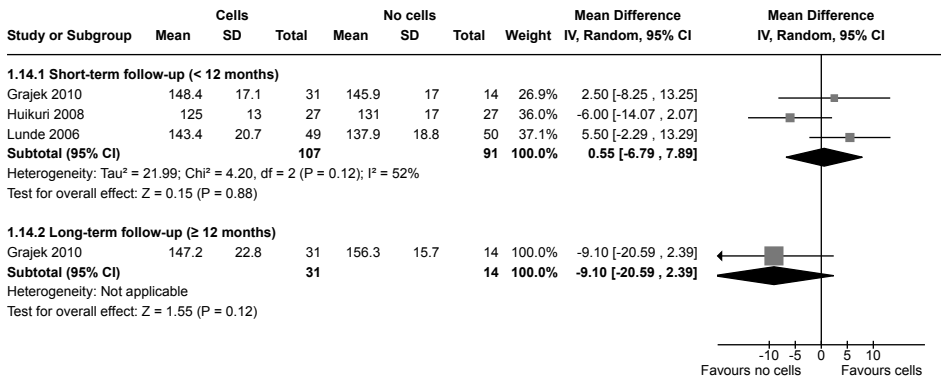 Cells No cells Mean Difference Mean Difference
Study or Subgroup Mean SD Total Mean SD Total Weight IV, Random, 95% CI IV, Random, 95% CI
1.14.1 Short-term follow-up (< 12 months)
Grajek 2010 148.4 17.1 31 145.9 17 14 26.9% 2.50 [-8.25 , 13.25]
Huikuri 2008 125 13 27 131 17 27 36.0% -6.00 [-14.07 , 2.07]
Lunde 2006 143.4 20.7 49 137.9 18.8 50 37.1% 5.50 [-2.29 , 13.29]
Subtotal (95% CI) 107 91 100.0% 0.55 [-6.79 , 7.89]
Heterogeneity: Tau² = 21.99; Chi² = 4.20, df = 2 (P = 0.12); I² = 52%
Test for overall effect: Z = 0.15 (P = 0.88)
1.14.2 Long-term follow-up (≥ 12 months)
Grajek 2010 147.2 22.8 31 156.3 15.7 14 100.0% -9.10 [-20.59 , 2.39]
Subtotal (95% CI) 31 14 100.0% -9.10 [-20.59 , 2.39]
Heterogeneity: Not applicable
Test for overall effect: Z = 1.55 (P = 0.12)
-10 -5 0 5 10
Favours no cells Favours cells